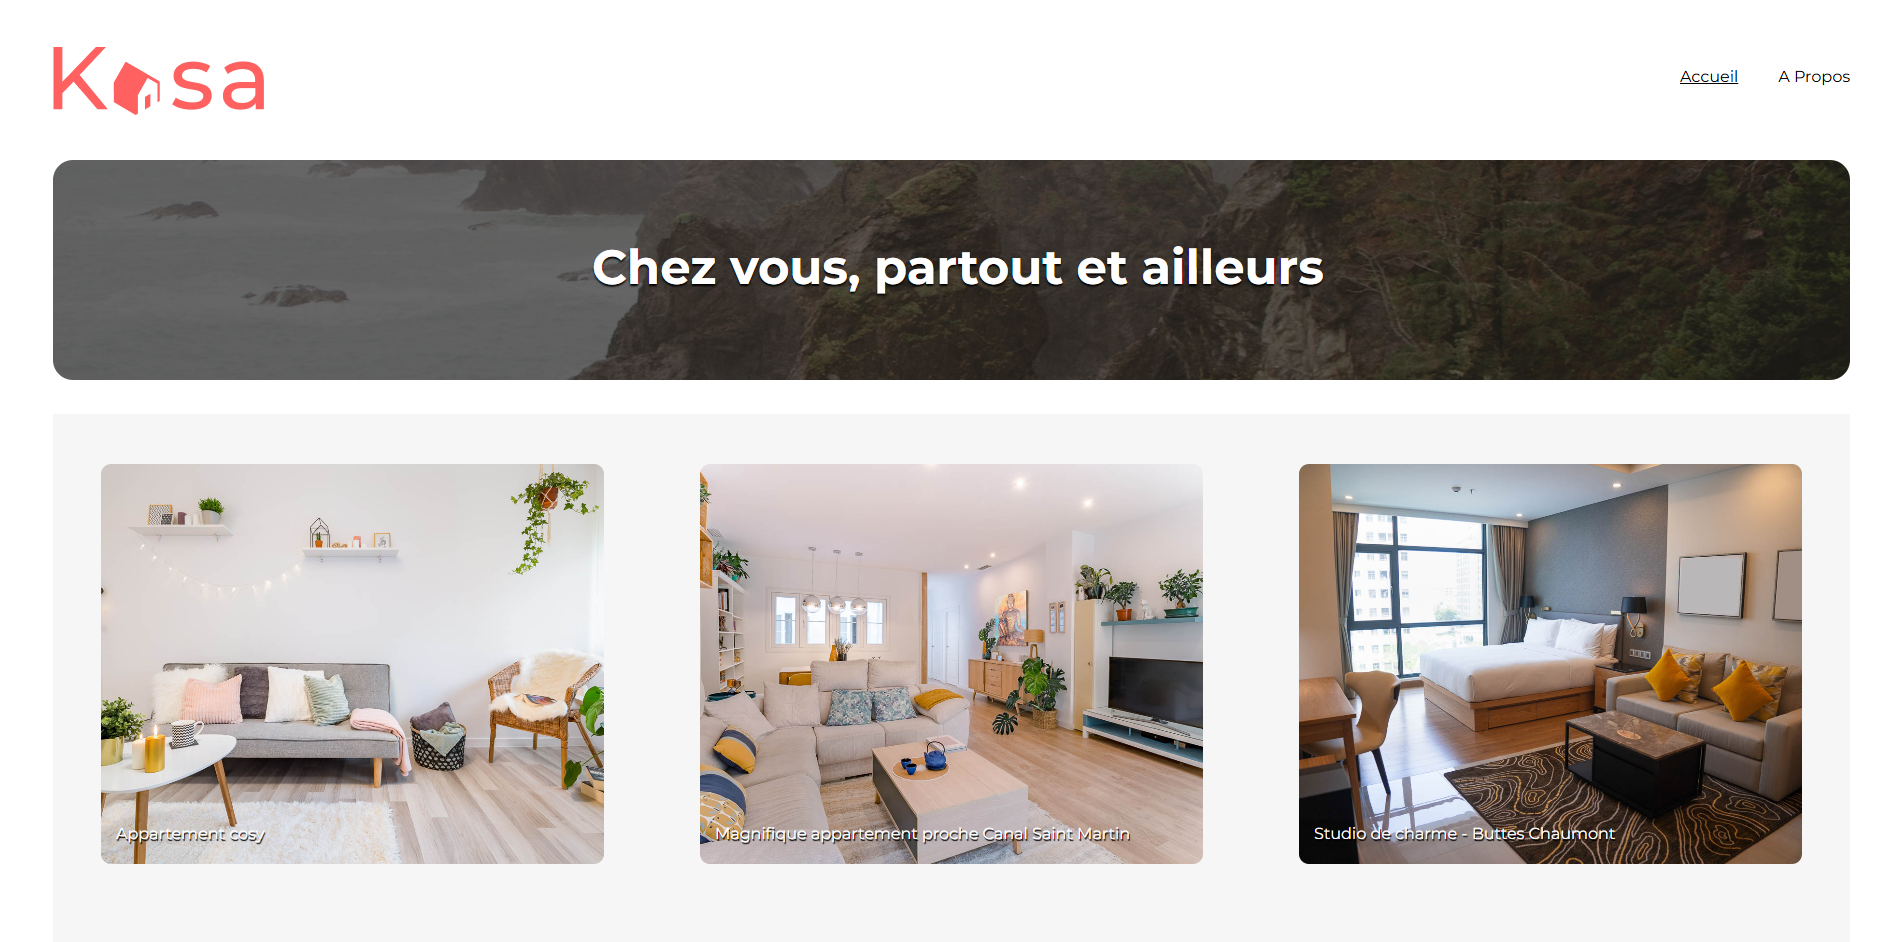 Kasa
Accueil
A Propos
Chez vous, partout et ailleurs
Appartement cosy
Magnifique appartement proche Canal Saint Martin
Studio de charme - Buttes Chaumont